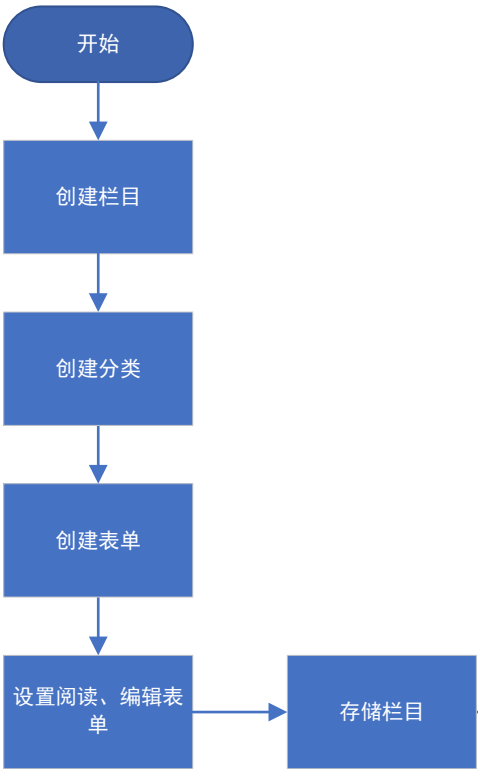 开始
创建栏目
创建分类
创建表单
设置阅读、编辑表
单
存储栏目